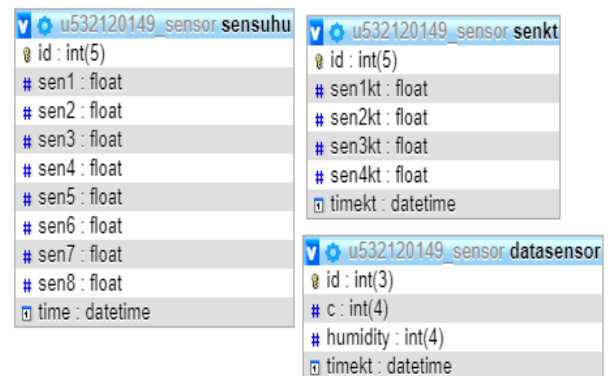 u532120149_sensor sensuhu
id : int(5)
# sen1 : float
# sen2 : float
# sen3 : float
# sen4 : float
# sen5 : float
# sen6 : float
# sen7 : float
# sen8 : float
time : datetime
u532120149_sensor senkt
id : int(5)
# sen1kt : float
# sen2kt : float
# sen3kt : float
# sen4kt : float
timekt : datetime
u532120149_sensor datasensor
id : int(3)
# c : int(4)
# humidity : int(4)
timekt : datetime